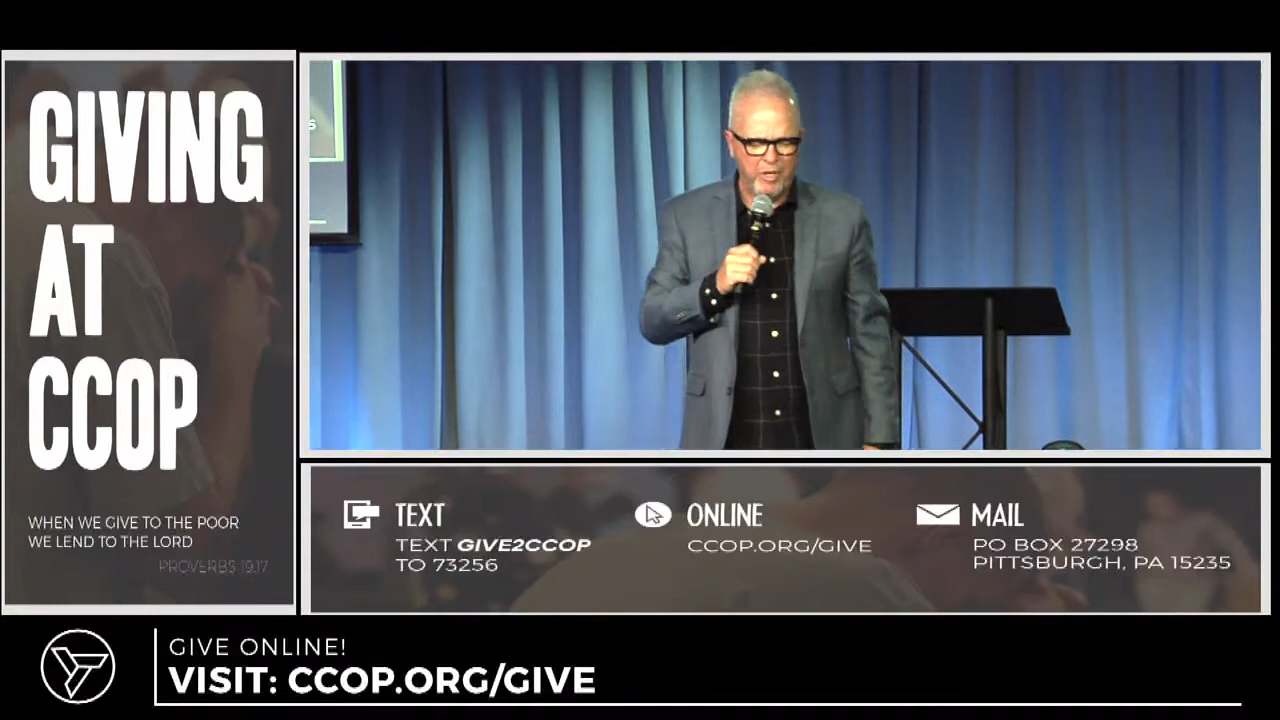 GIVING
AT
CCOP
WHEN WE GIVE TO THE POOR
WE LEND TO THE LORD
PROVERBS 19:17
TEXT
TEXT GIVE2CCOP
TO 73256
ONLINE
CCOP.ORG/GIVE
MAIL
PO BOX 27298
PITTSBURGH, PA 15235
GIVE ONLINE!
VISIT: CCOP.ORG/GIVE